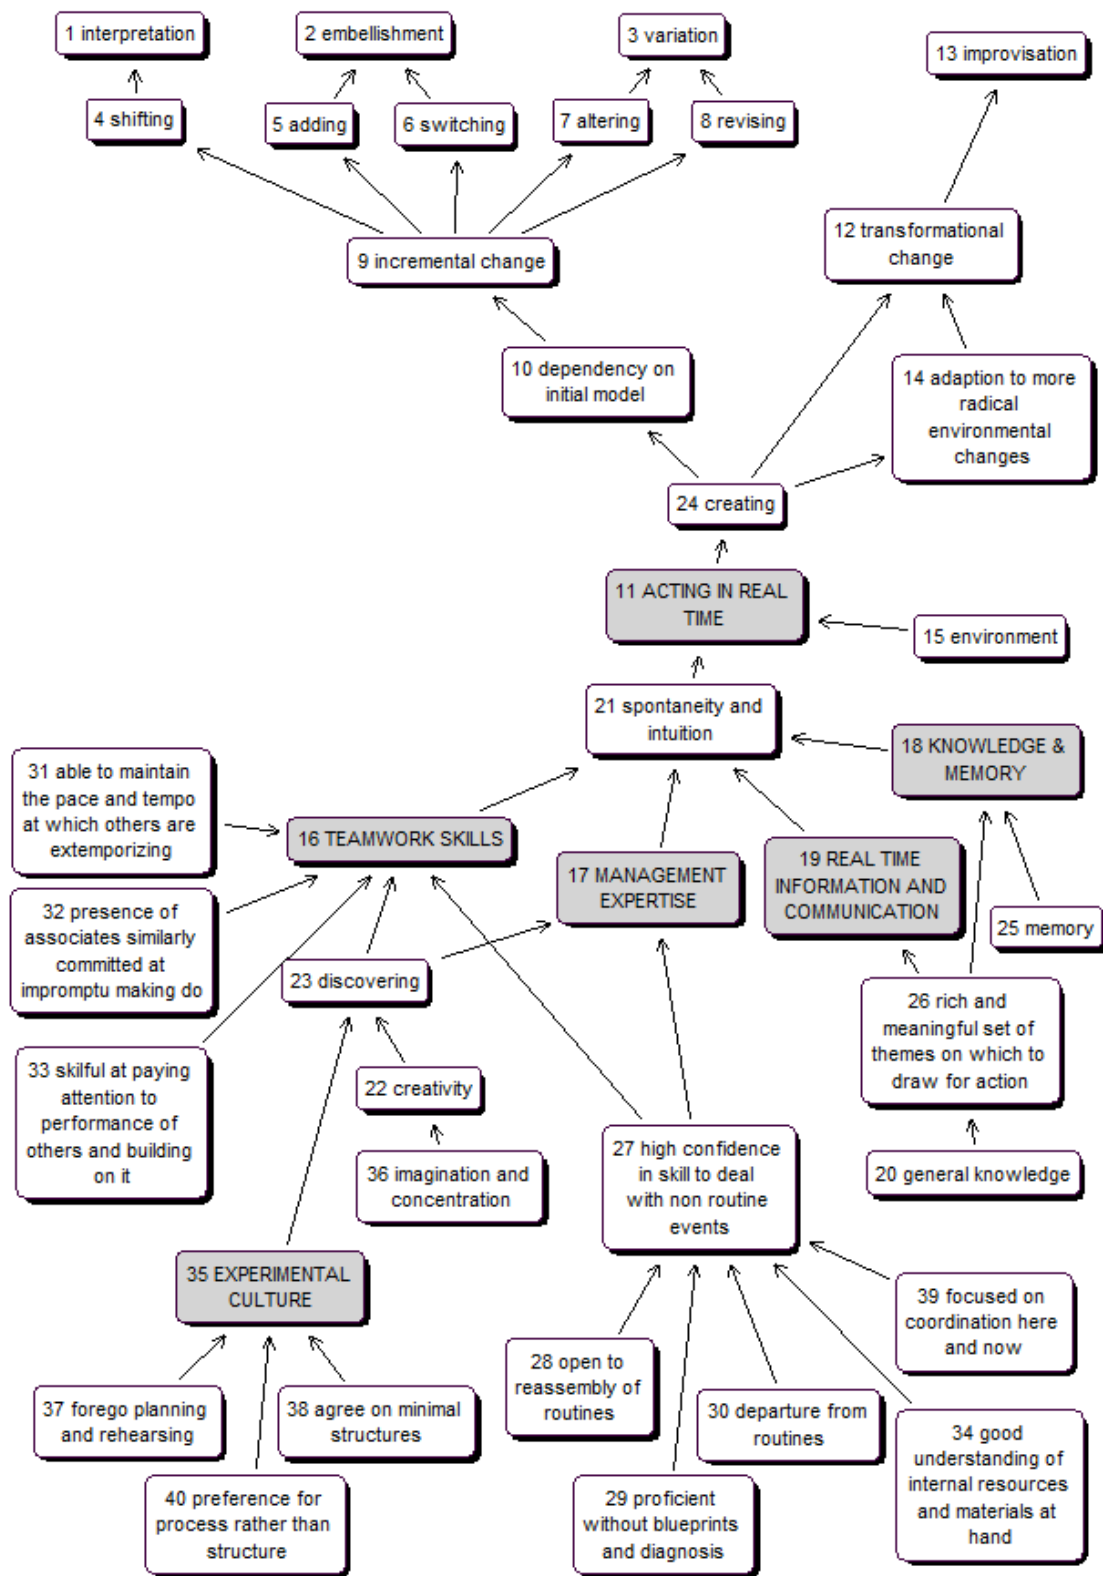 1 interpretation
2 embellishment
3 variation
13 improvisation
4 shifting
5 adding
6 switching
7 altering
8 revising
12 transformational
change
9 incremental change
10 dependency on
initial model
14 adaption to more
radical
environmental
changes
24 creating
11 ACTING IN REAL
TIME
15 environment
21 spontaneity and
intuition
18 KNOWLEDGE &
MEMORY
31 able to maintain
the pace and tempo
at which others are
extemporizing
16 TEAMWORK SKILLS
17 MANAGEMENT
EXPERTISE
19 REAL TIME
INFORMATION AND
COMMUNICATION
32 presence of
associates similarly
committed at
impromptu making do
25 memory
23 discovering
26 rich and
meaningful set of
themes on which to
draw for action
33 skilful at paying
attention to
performance of
others and building
on it
22 creativity
27 high confidence
in skill to deal
with non routine
events
36 imagination and
concentration
20 general knowledge
35 EXPERIMENTAL
CULTURE
39 focused on
coordination here
and now
28 open to
reassembly of
routines
37 forego planning
and rehearsing
38 agree on minimal
structures
30 departure from
routines
34 good
understanding of
internal resources
and materials at
hand
40 preference for
process rather than
structure
29 proficient
without blueprints
and diagnosis